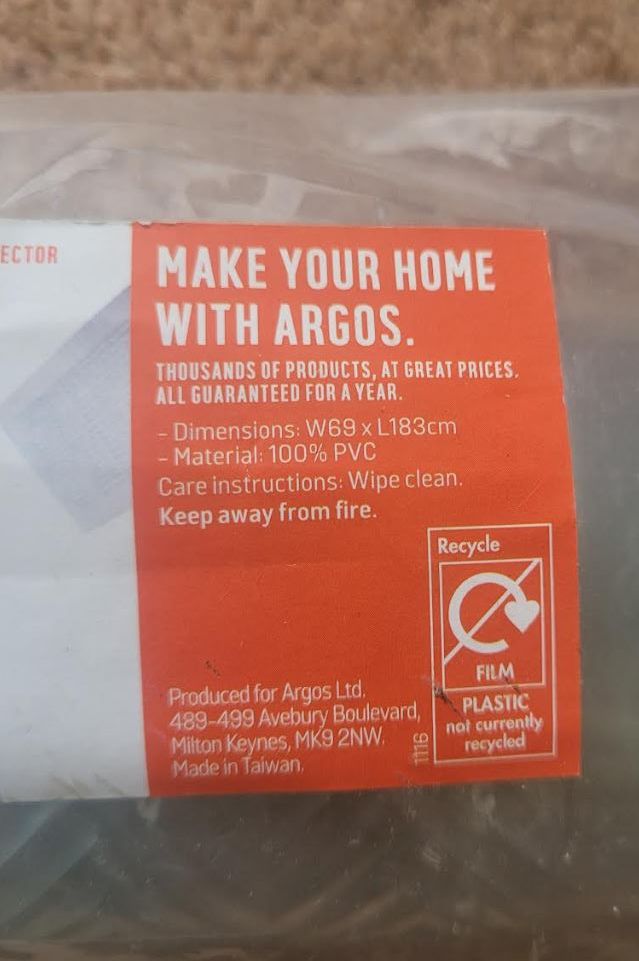 ECTOR
MAKE YOUR HOME
WITH ARGOS.
THOUSANDS OF PRODUCTS, AT GREAT PRICES.
ALL GUARANTEED FOR A YEAR.
- Dimensions: W69 x L183cm
- Material: 100% PVC
Care instructions: Wipe clean.
Keep away from fire.
Recycle
FILM
PLASTIC
not currently
recycled
1116
Produced for Argos Ltd.
489-499 Avebury Boulevard,
Milton Keynes, MK9 2NW.
Made in Taiwan.